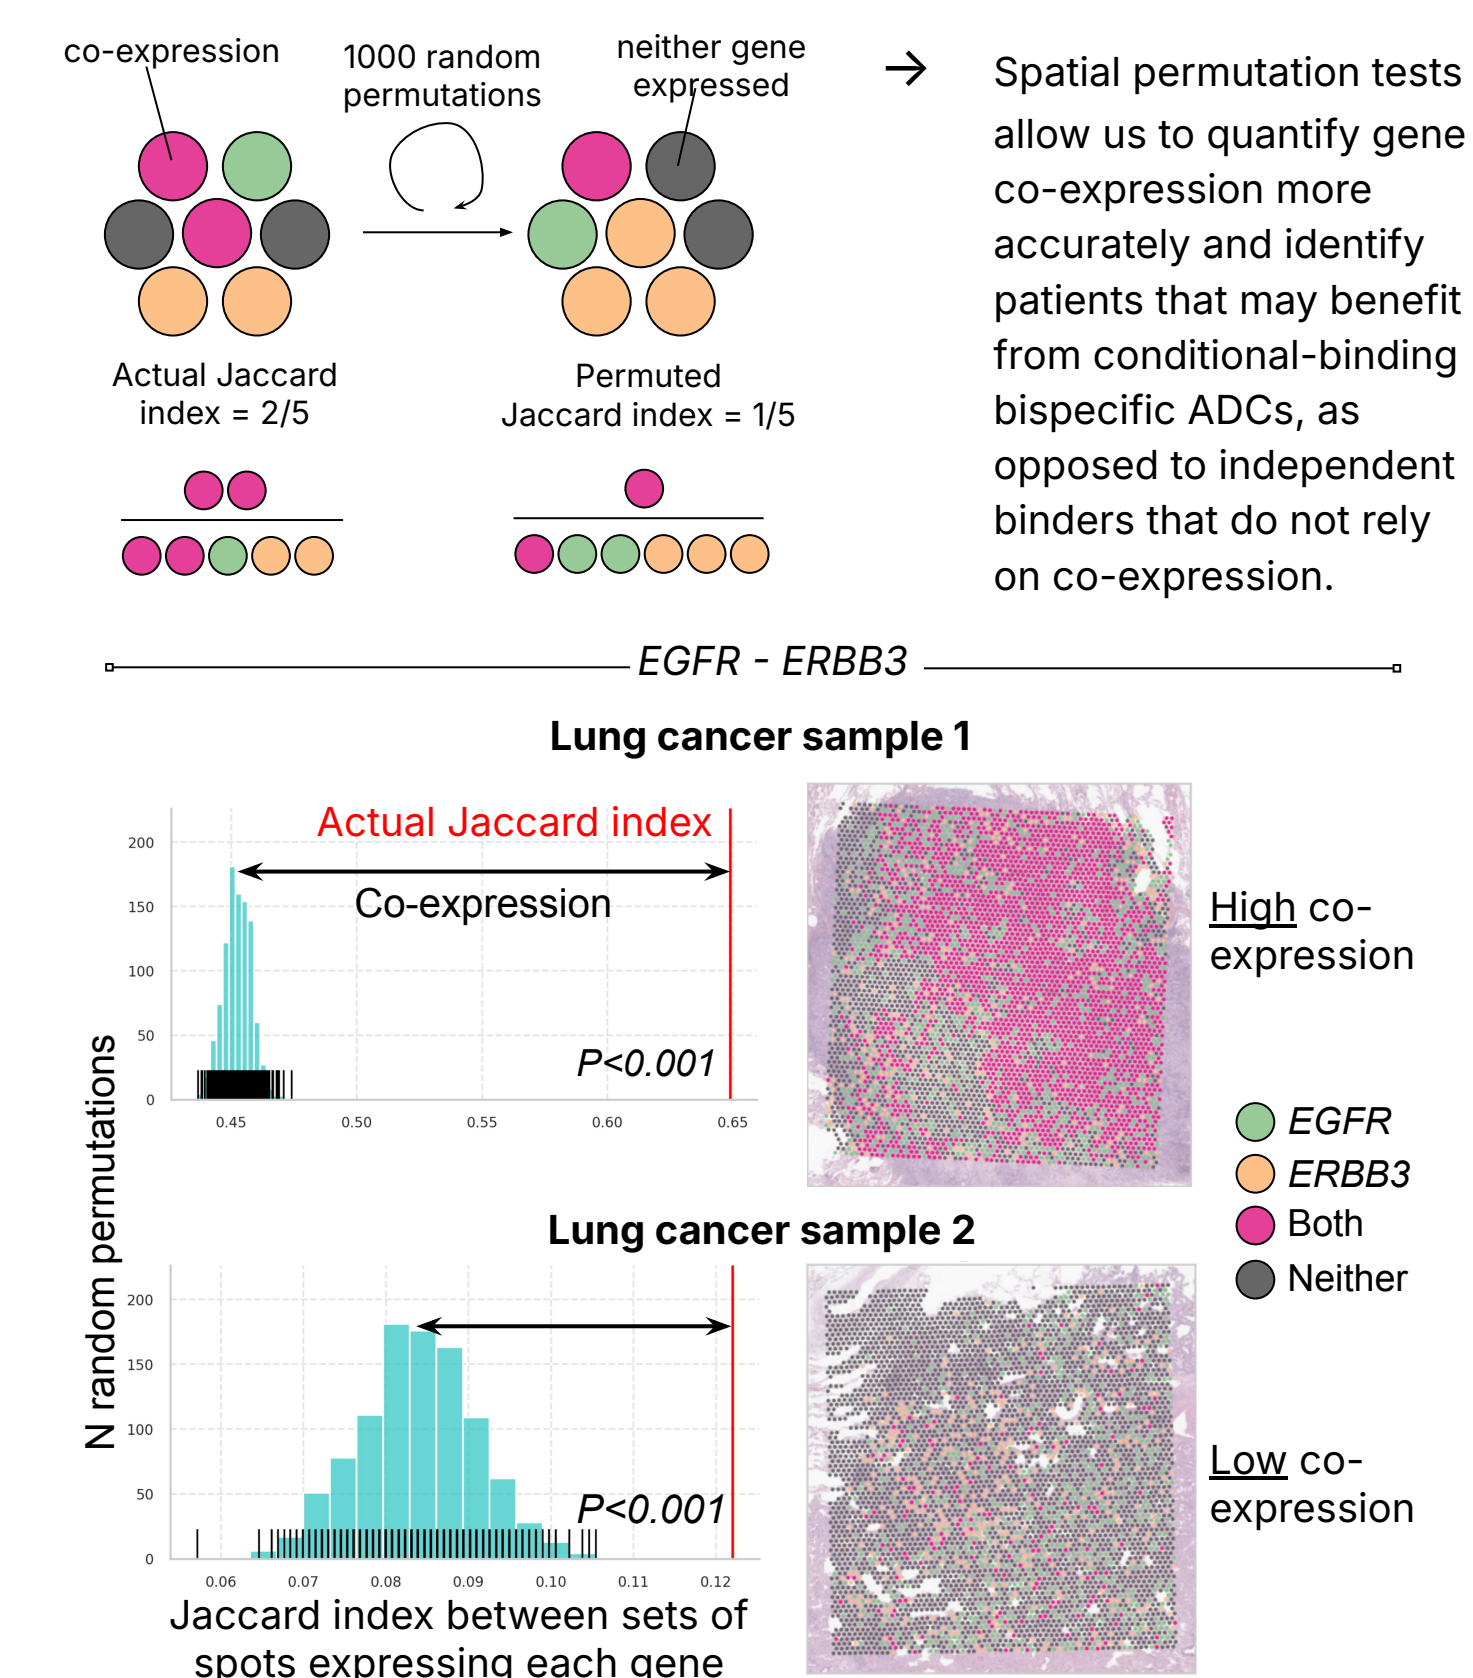 co-expression
1000 random
permutations
neither gene
expressed
Actual Jaccard
index = 2/5
Permuted
Jaccard index = 1/5
→ Spatial permutation tests
allow us to quantify gene
co-expression more
accurately and identify
patients that may benefit
from conditional-binding
bispecific ADCs, as
opposed to independent
binders that do not rely
on co-expression.
EGFR - ERBB3
Lung cancer sample 1
Actual Jaccard index
Co-expression
P<0.001
200
150
100
50
0
0.45 0.50 0.55 0.60 0.65
High co-
expression
EGFR
ERBB3
Both
Neither
N random permutations
Lung cancer sample 2
P<0.001
200
150
100
50
0
0.06 0.07 0.08 0.09 0.10 0.11 0.12
Low co-
expression
Jaccard index between sets of
spots expressing each gene